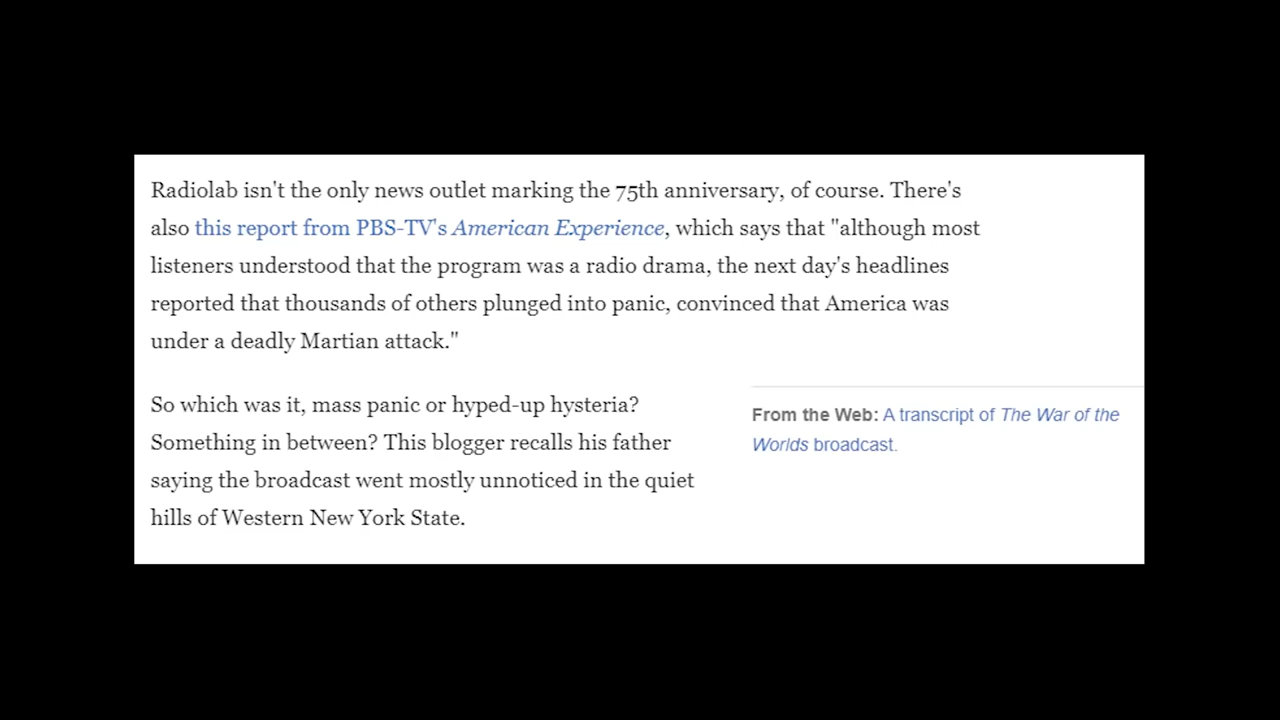 Radiolab isn't the only news outlet marking the 75th anniversary, of course. There's
also this report from PBS-TV's American Experience, which says that "although most
listeners understood that the program was a radio drama, the next day's headlines
reported that thousands of others plunged into panic, convinced that America was
under a deadly Martian attack."
So which was it, mass panic or hyped-up hysteria?
Something in between? This blogger recalls his father
saying the broadcast went mostly unnoticed in the quiet
hills of Western New York State.
From the Web: A transcript of The War of the
Worlds broadcast.